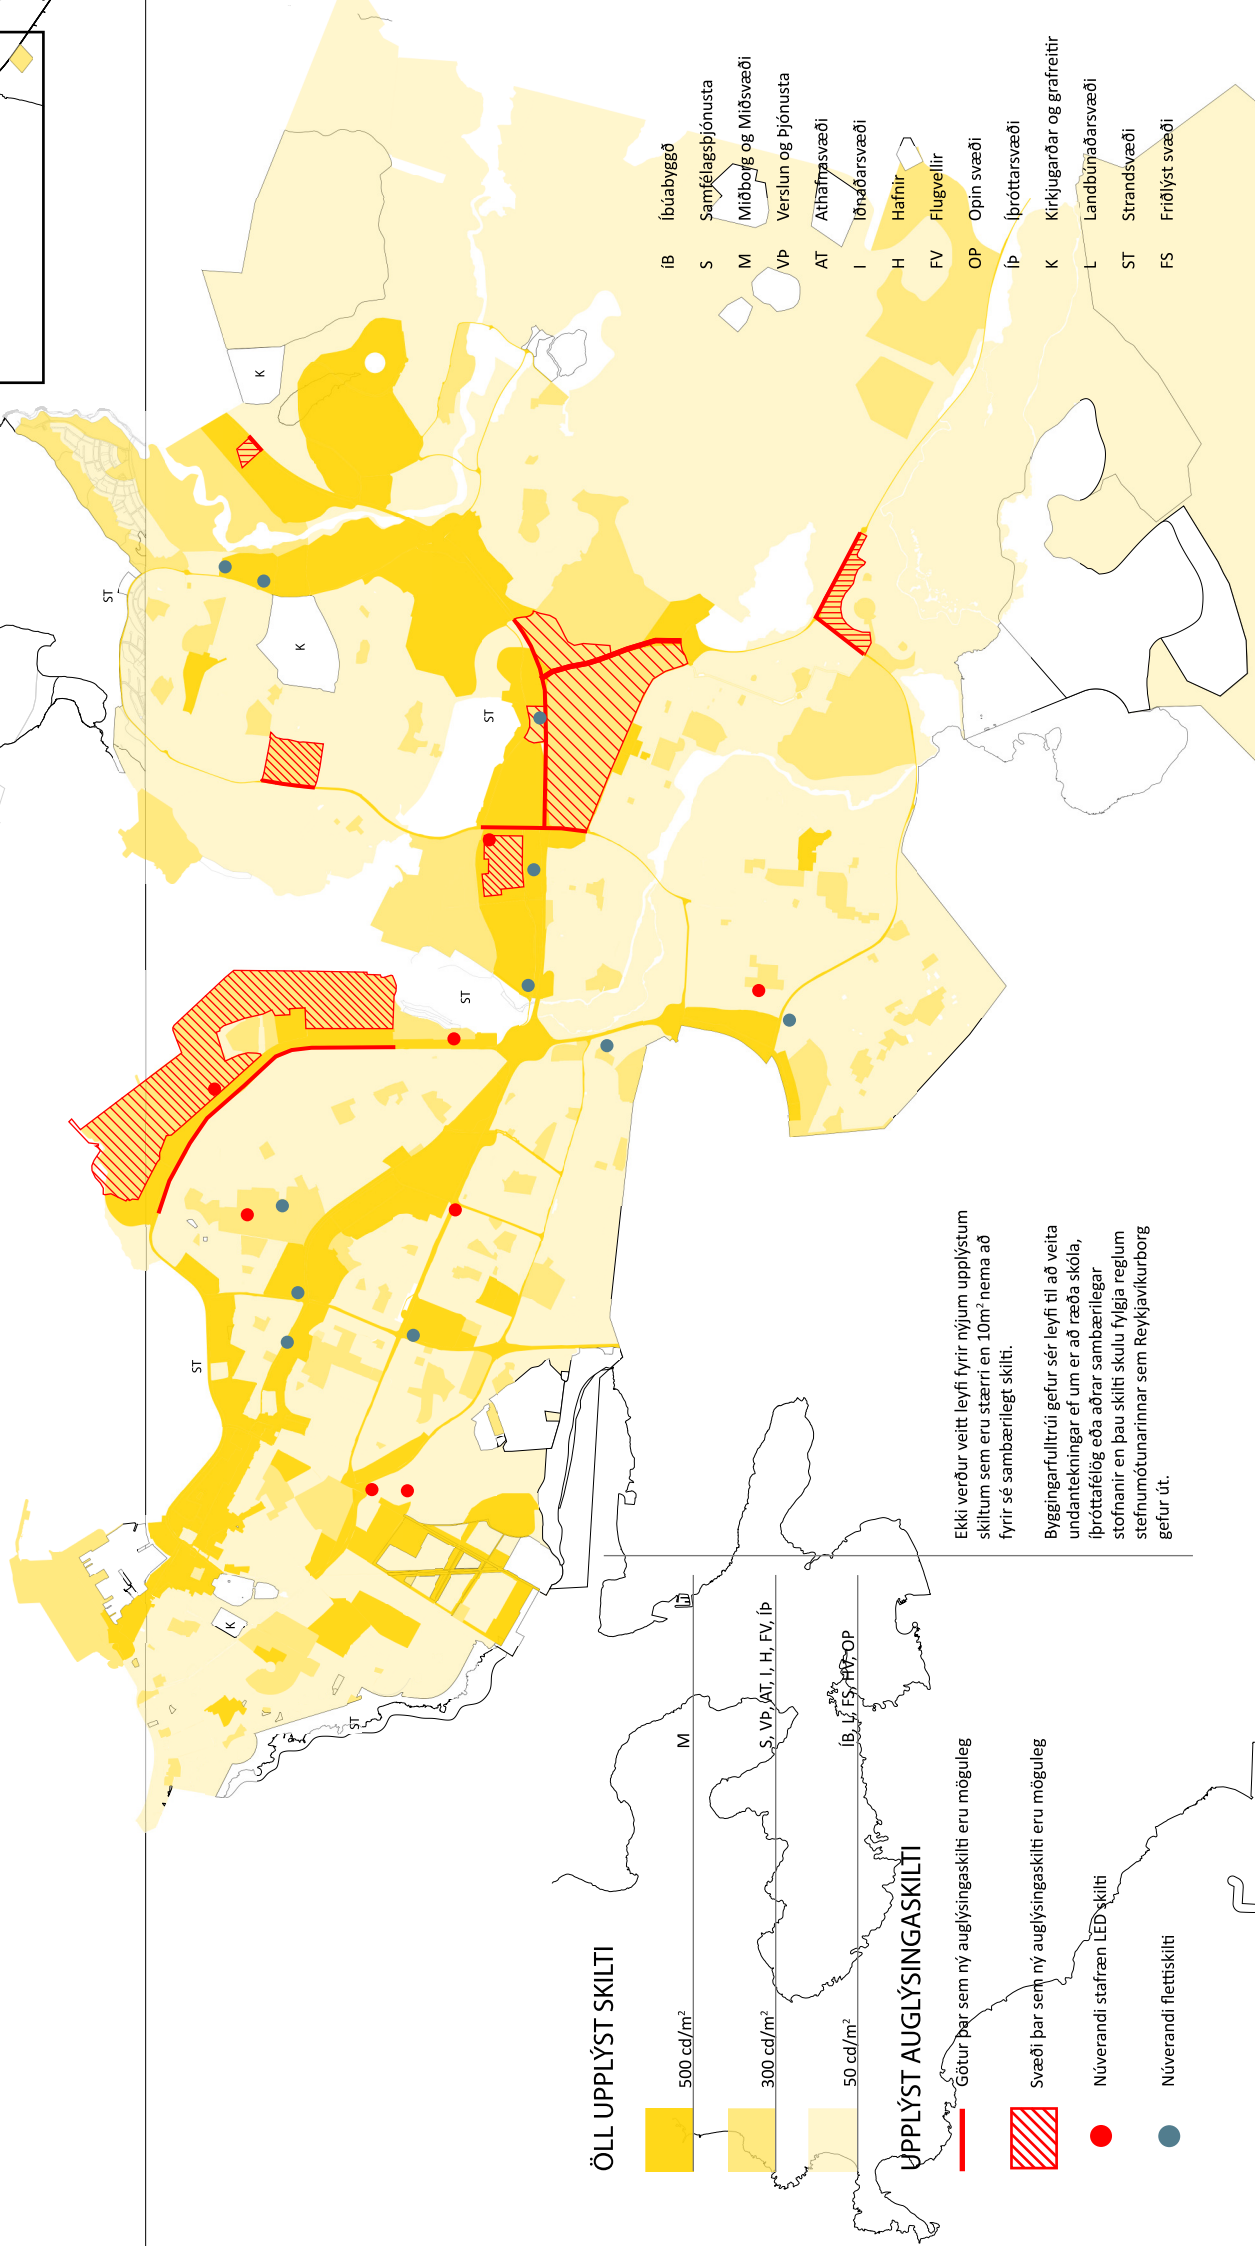 ÖLL UPPLÝST SKILTI
500 cd/m² M
300 cd/m² S, VÞ, AT, I, H, FV, ÍÞ
50 cd/m² ÍB, L, FS, HV, OP
UPPLÝST AUGLÝSINGASKILTI
Götur þar sem ný auglýsingaskilti eru möguleg
Svæði þar sem ný auglýsingaskilti eru möguleg
Núverandi stafræn LED skilti
Núverandi flettiskilti
Ekki verður veitt leyfi fyrir nýjum upplýstum
skiltum sem eru stærri en 10m² nema að
fyrir sé sambærilegt skilti.
Byggingarfulltrúi gefur sér leyfi til að veita
undantekningar ef um er að ræða skóla,
íþróttafélög eða aðrar sambærilegar
stofnanir en þau skilti skulu fylgja reglum
stefnumótunarinnar sem Reykjavíkurborg
gefur út.
ÍB Íbúabyggð
S Samfélagsþjónusta
M Miðborg og Miðsvæði
VÞ Verslun og Þjónusta
AT Athafnasvæði
I Iðnaðarsvæði
H Hafnir
FV Flugvellir
OP Opin svæði
ÍÞ Íþróttarsvæði
K Kirkjugarðar og grafreitir
L Landbúnaðarsvæði
ST Strandsvæði
FS Friðlýst svæði
ST
K
ST
ST
ST
K
ST
K